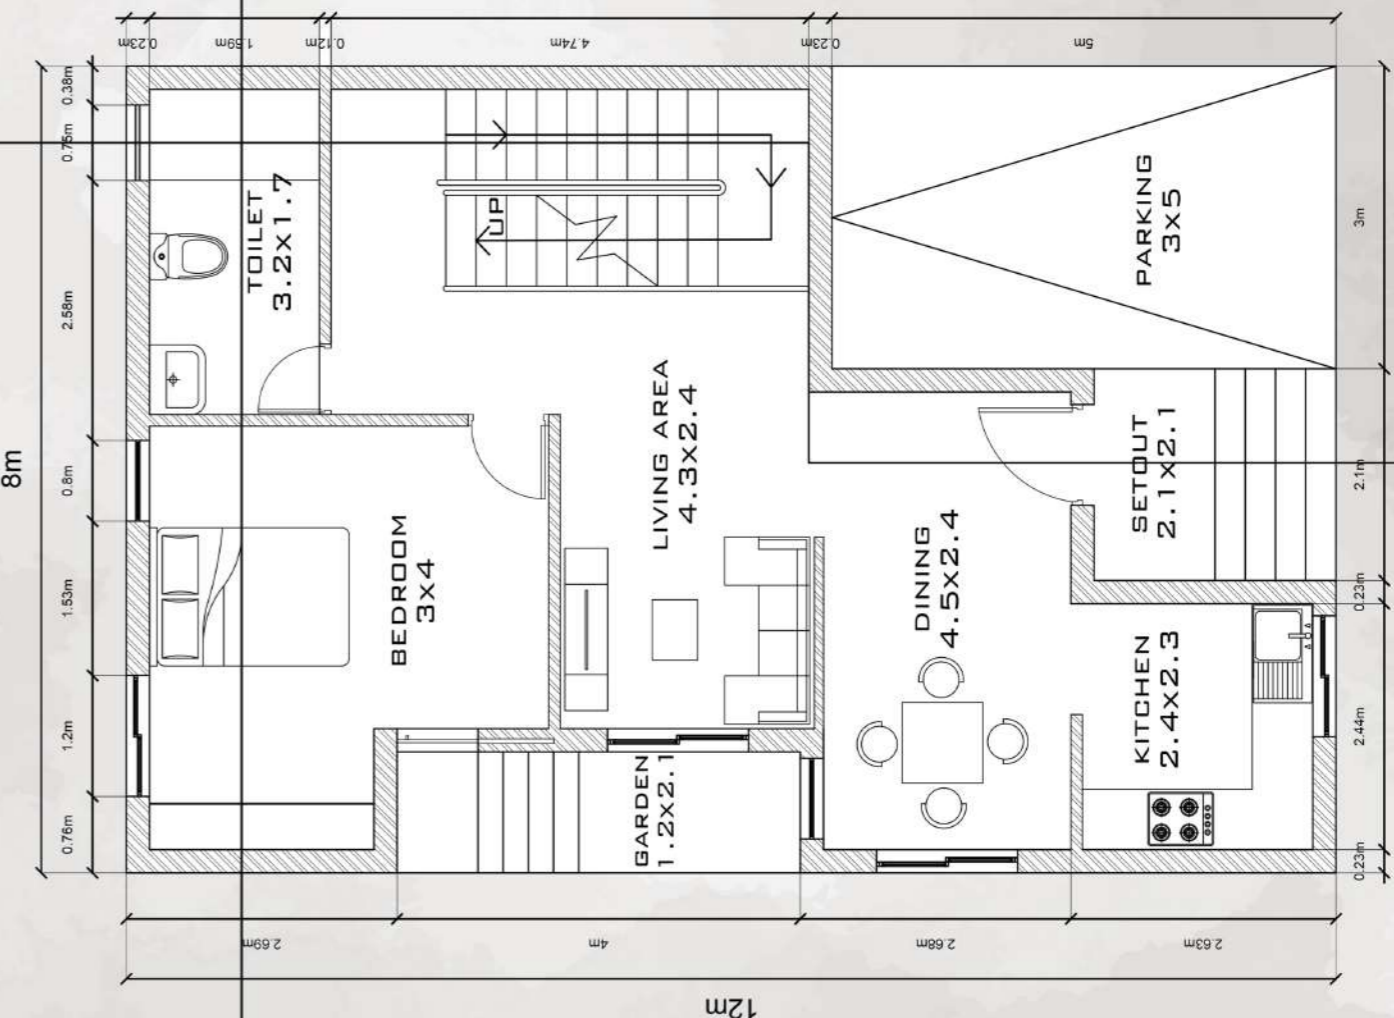 0.23m
1.59m
0.12m
4.74m
0.23m
5m
8m
0.38m
0.75m
2.58m
0.8m
1.53m
1.2m
0.76m
TOILET
3.2x1.7
UP
PARKING
3x5
LIVING AREA
4.3x2.4
SETOUT
2.1x2.1
BEDROOM
3x4
DINING
4.5x2.4
KITCHEN
2.4x2.3
GARDEN
1.2x2.1
3m
2.1m
0.23m
2.44m
0.23m
2.69m
4m
2.68m
2.63m
12m